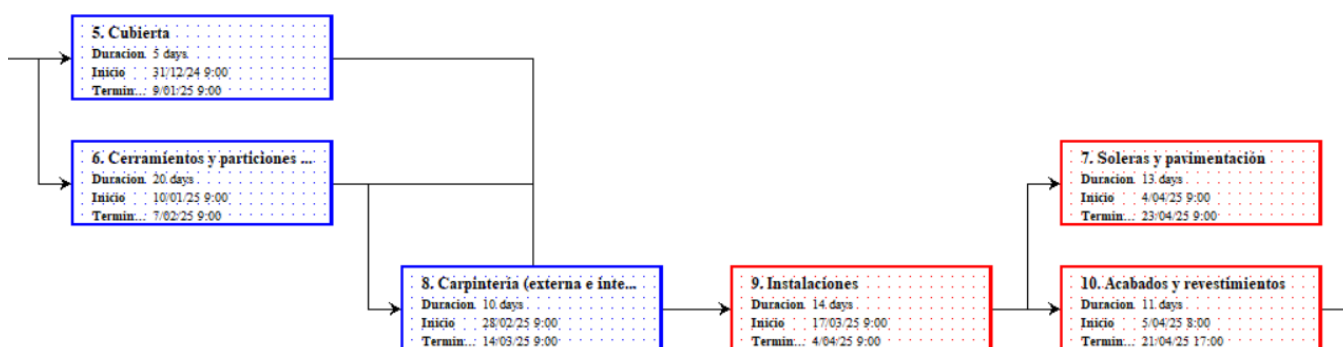 5. Cubierta
Duracion 5 days
Inicio 31/12/24 9:00
Termin...: 9/01/25 9:00
6. Cerramientos y particiones ...
Duracion 20 days
Inicio 10/01/25 9:00
Termin...: 7/02/25 9:00
7. Soleras y pavimentación
Duracion 13 days
Inicio 4/04/25 9:00
Termin...: 23/04/25 9:00
8. Carpinteria (externa e inte...
Duracion 10 days
Inicio 28/02/25 9:00
Termin...: 14/03/25 9:00
9. Instalaciones
Duracion 14 days
Inicio 17/03/25 9:00
Termin...: 4/04/25 9:00
10. Acabados y revestimientos
Duracion 11 days
Inicio 5/04/25 8:00
Termin...: 21/04/25 17:00